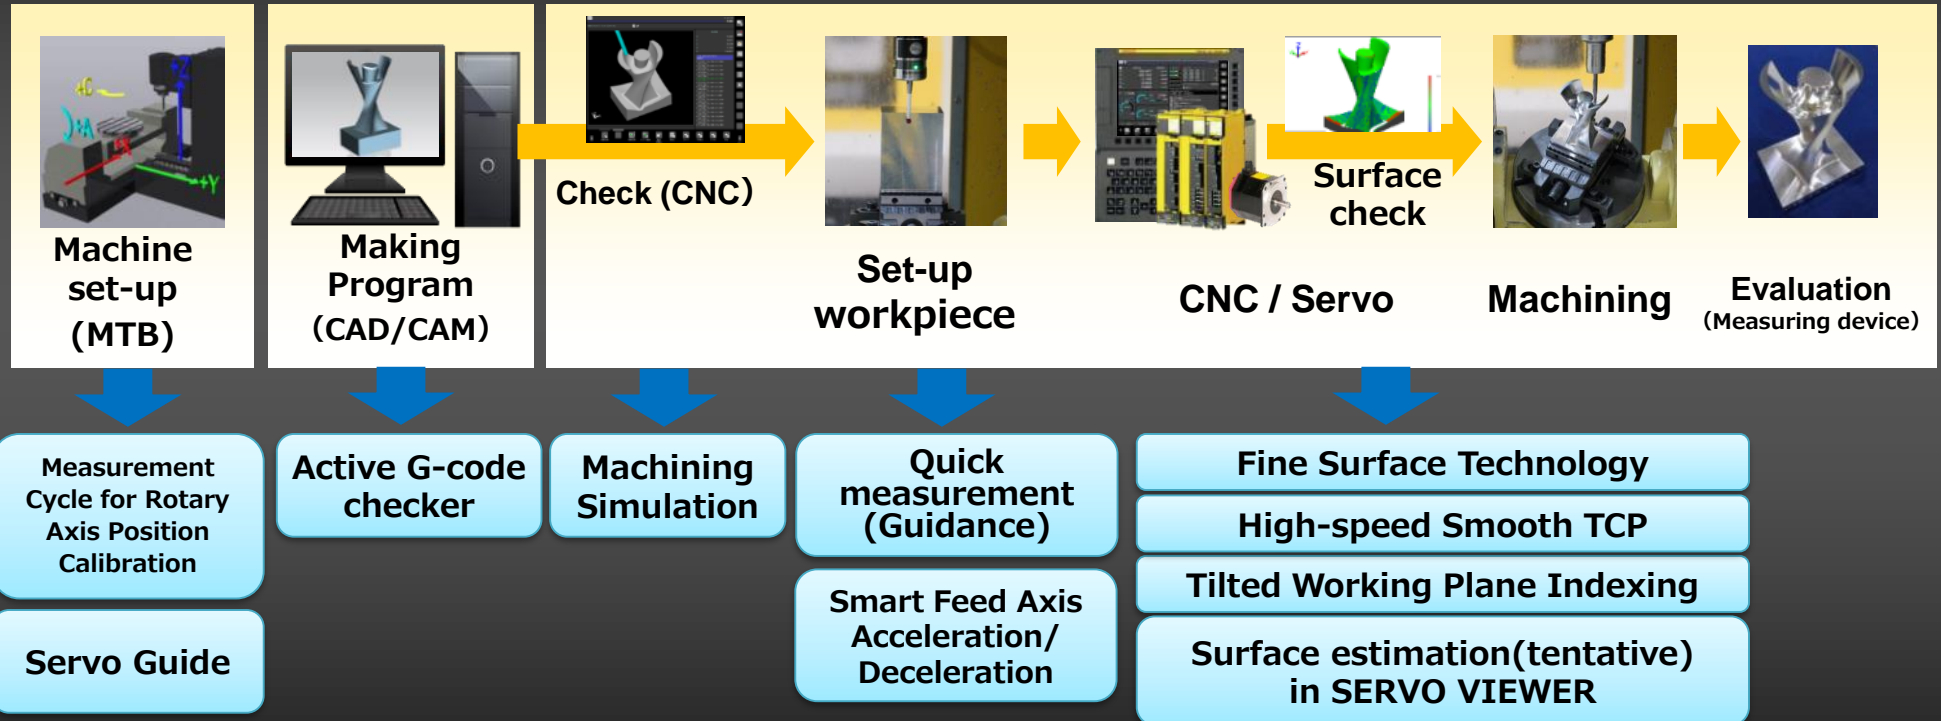 Machine
set-up
(MTB)
Making
Program
(CAD/CAM)
Check (CNC)
Set-up
workpiece
CNC / Servo
Surface
check
Machining
Evaluation
(Measuring device)
+Y
Measurement
Cycle for Rotary
Axis Position
Calibration
Servo Guide
Active G-code
checker
Machining
Simulation
Quick
measurement
(Guidance)
Smart Feed Axis
Acceleration/
Deceleration
Fine Surface Technology
High-speed Smooth TCP
Tilted Working Plane Indexing
Surface estimation(tentative)
in SERVO VIEWER